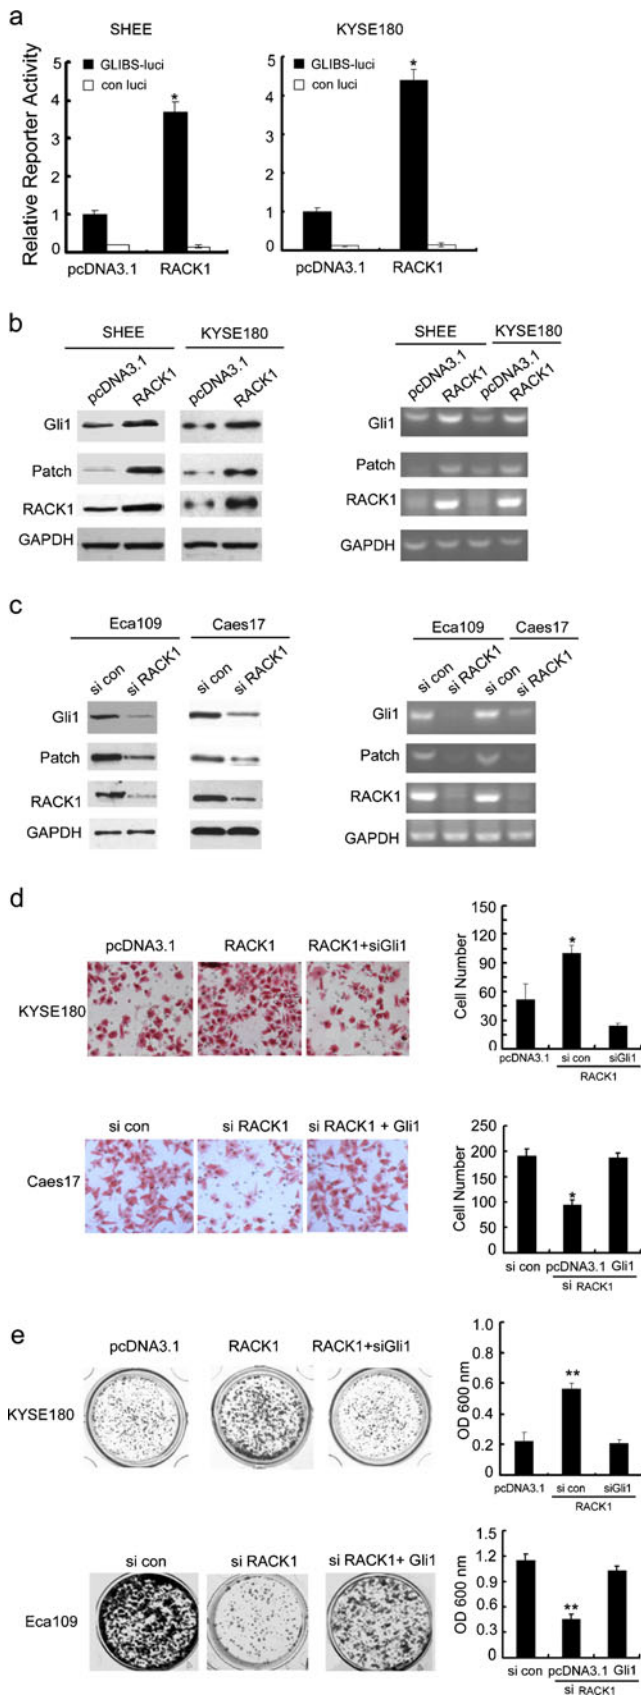 a
SHEE
KYSE180
Relative Reporter Activity
5
4
3
2
1
0
GLIBS-luci
con luci
*
pcDNA3.1 RACK1
5
4
3
2
1
0
GLIBS-luci
con luci
*
pcDNA3.1 RACK1
b
SHEE KYSE180
pcDNA3.1 RACK1 pcDNA3.1 RACK1
Gli1
Patch
RACK1
GAPDH
SHEE KYSE180
pcDNA3.1 RACK1 pcDNA3.1 RACK1
Gli1
Patch
RACK1
GAPDH
c
Eca109 Caes17
si con si RACK1 si con si RACK1
Gli1
Patch
RACK1
GAPDH
Eca109 Caes17
si con si RACK1 si con si RACK1
Gli1
Patch
RACK1
GAPDH
d
pcDNA3.1 RACK1 RACK1+siGli1
KYSE180
Cell Number
150
120
90
60
30
0
*
pcDNA3.1 si con siGli1
RACK1
si con si RACK1 si RACK1 + Gli1
Caes17
Cell Number
250
200
150
100
50
0
*
si con pcDNA3.1 Gli1
si RACK1
e
pcDNA3.1 RACK1 RACK1+siGli1
KYSE180
OD 600 nm
1.0
0.8
0.6
0.4
0.2
0
**
pcDNA3.1 si con siGli1
RACK1
si con si RACK1 si RACK1+ Gli1
Eca109
OD 600 nm
1.5
1.2
0.9
0.6
0.3
0
**
si con pcDNA3.1 Gli1
si RACK1